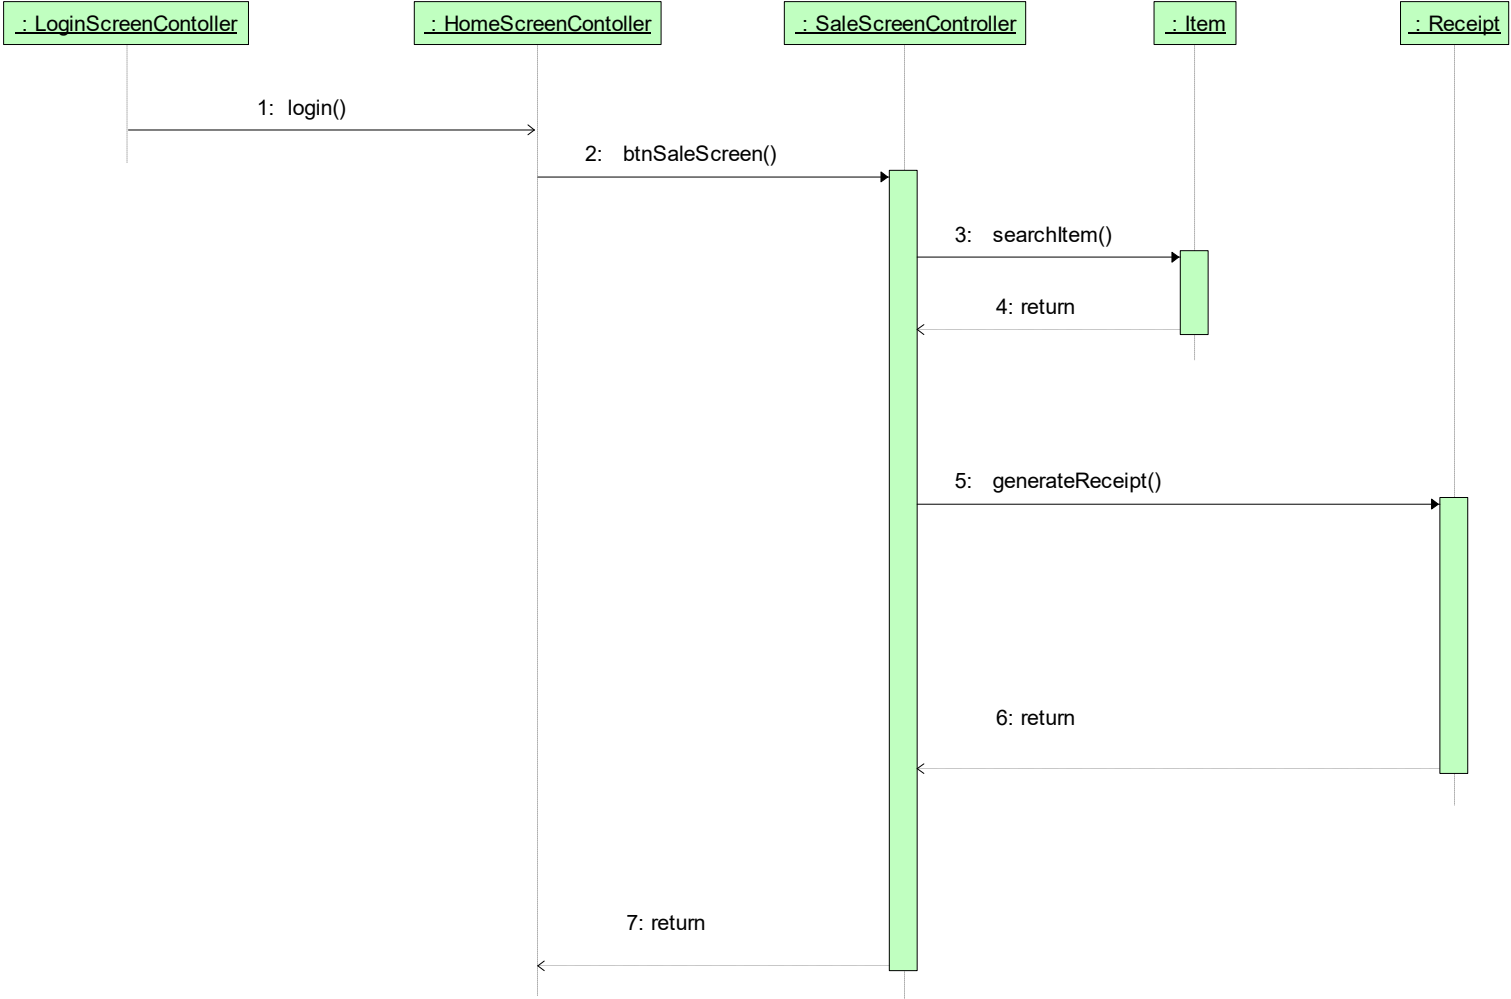 : LoginScreenContoller
: HomeScreenContoller
: SaleScreenController
: Item
: Receipt
1: login()
2: btnSaleScreen()
3: searchItem()
4: return
5: generateReceipt()
6: return
7: return